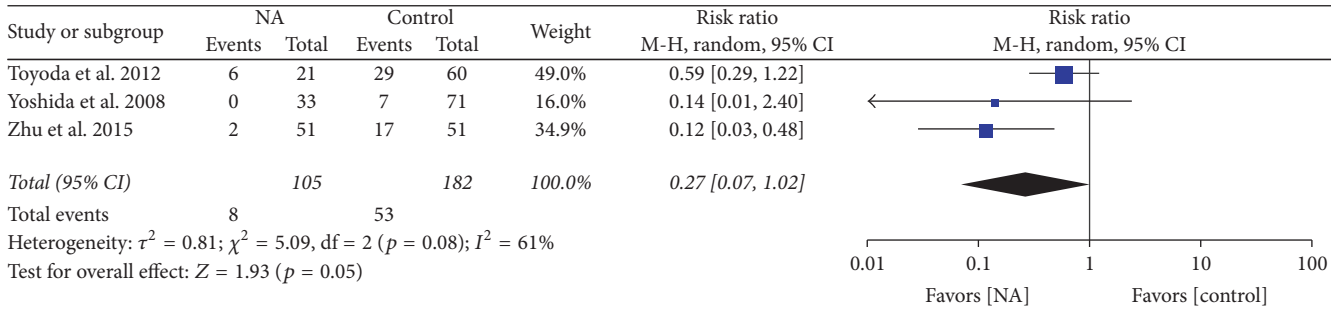 Study or subgroup NA Control Weight Risk ratio Risk ratio
Events Total Events Total M-H, random, 95% CI M-H, random, 95% CI
Toyoda et al. 2012 6 21 29 60 49.0% 0.59 [0.29, 1.22]
Yoshida et al. 2008 0 33 7 71 16.0% 0.14 [0.01, 2.40]
Zhu et al. 2015 2 51 17 51 34.9% 0.12 [0.03, 0.48]
Total (95% CI) 105 182 100.0% 0.27 [0.07, 1.02]
Total events 8 53
Heterogeneity: τ² = 0.81; χ² = 5.09, df = 2 (p = 0.08); I² = 61%
Test for overall effect: Z = 1.93 (p = 0.05)
0.01 0.1 1 10 100
Favors [NA] Favors [control]